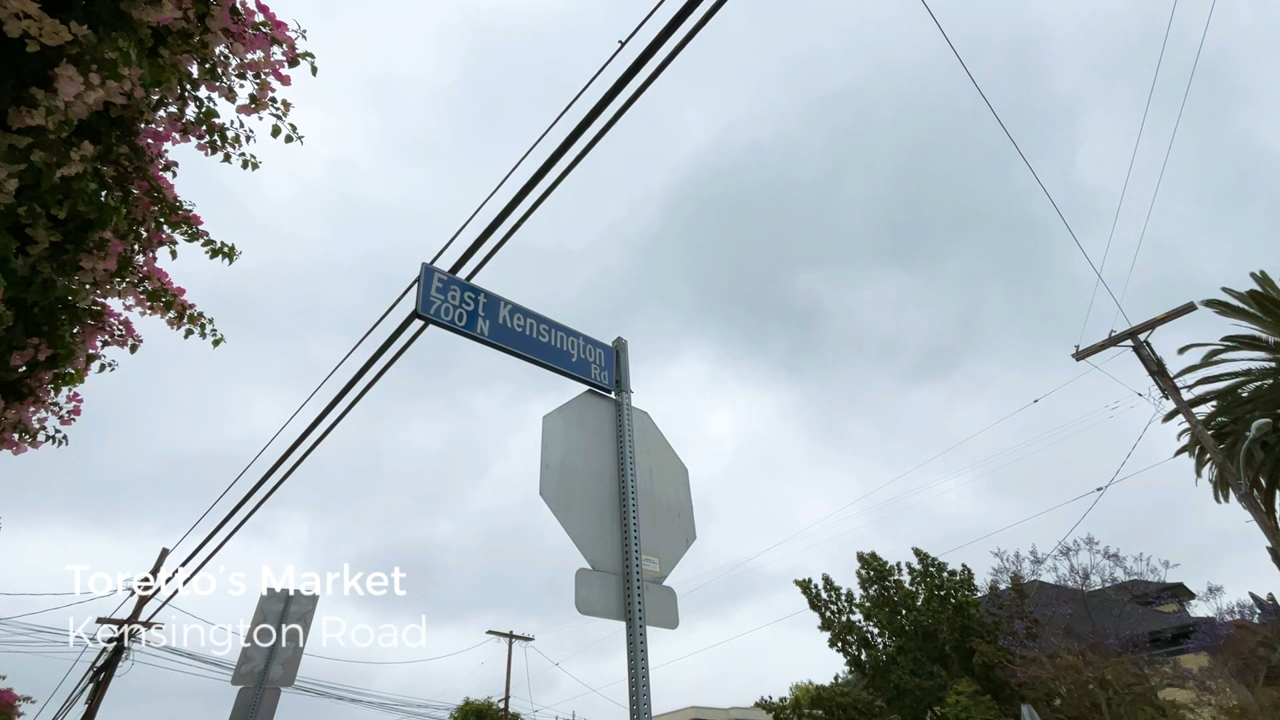 East Kensington
700 N
Rd
Toretto's Market
Kensington Road